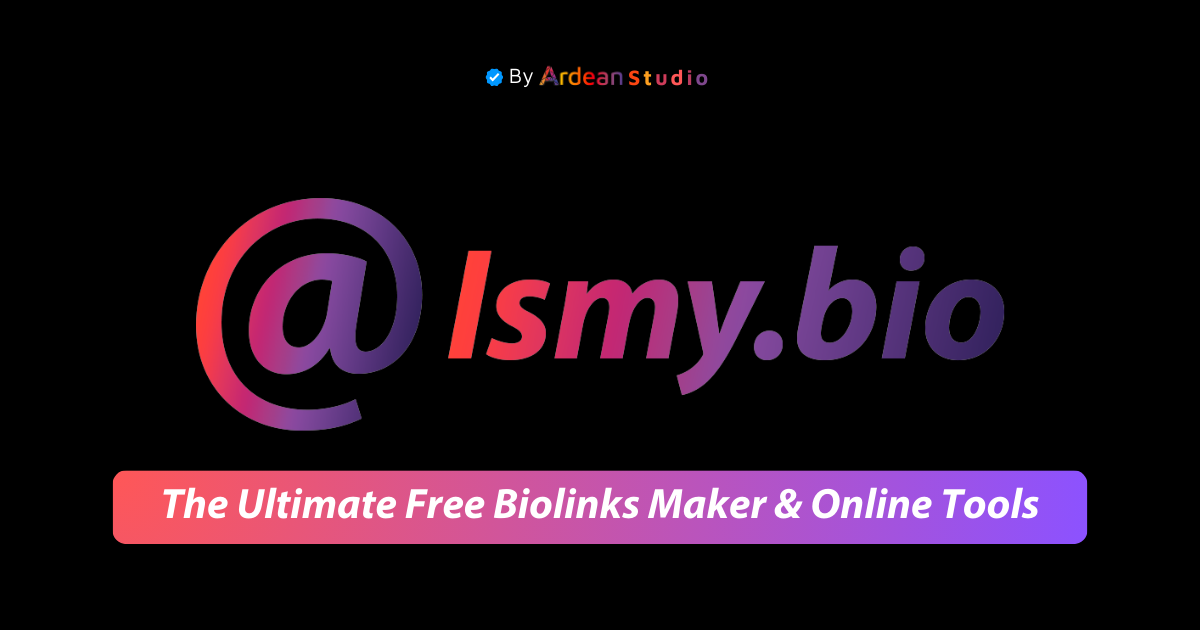 By Ardean Studio
@ Ismy.bio
The Ultimate Free Biolinks Maker & Online Tools